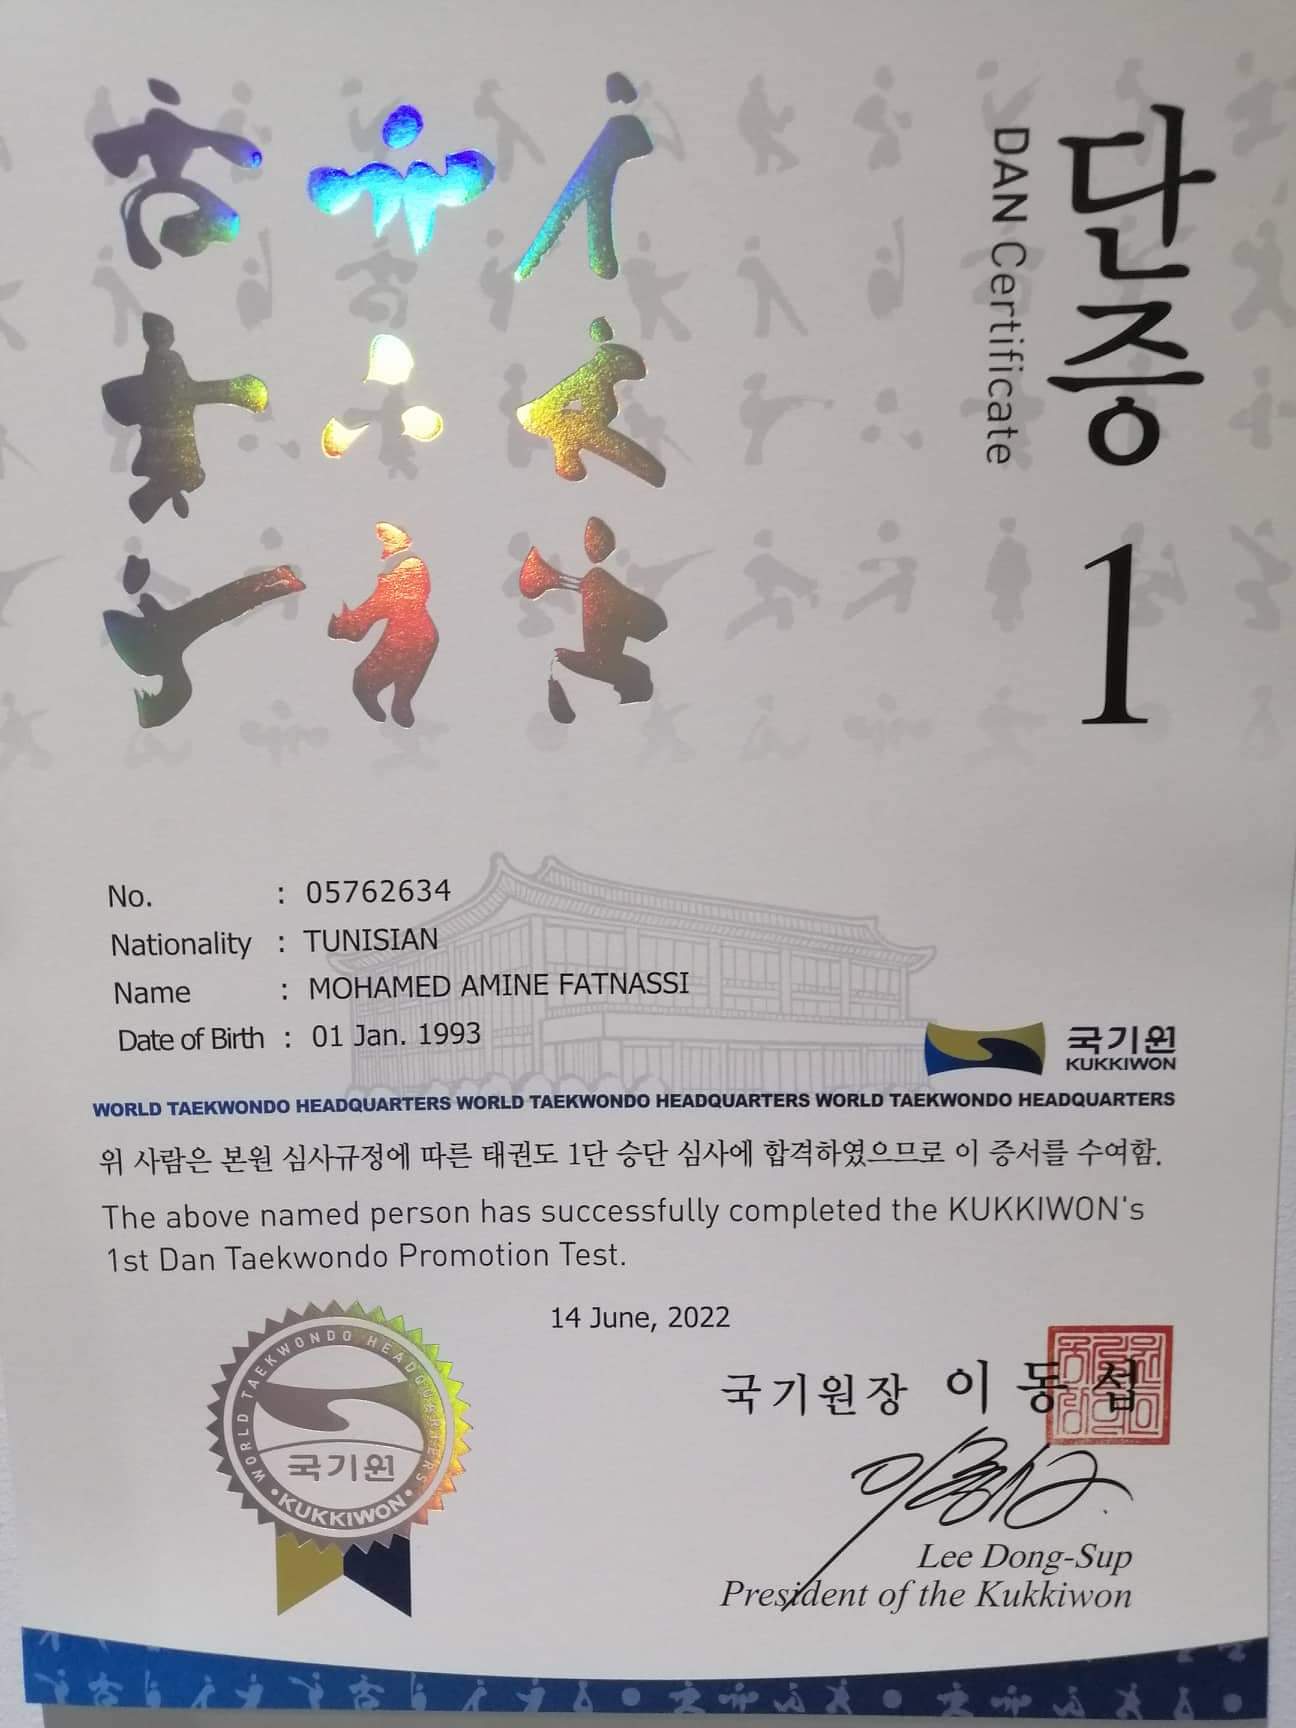 단증 1
DAN Certificate
No. : 05762634
Nationality : TUNISIAN
Name : MOHAMED AMINE FATNASSI
Date of Birth : 01 Jan. 1993
국기원
KUKKIWON
WORLD TAEKWONDO HEADQUARTERS WORLD TAEKWONDO HEADQUARTERS WORLD TAEKWONDO HEADQUARTERS
위 사람은 본원 심사규정에 따른 태권도 1단 승단 심사에 합격하였으므로 이 증서를 수여함.
The above named person has successfully completed the KUKKIWON's
1st Dan Taekwondo Promotion Test.
14 June, 2022
WORLD TAEKWONDO HEADQUARTERS
국기원
•KUKKIWON•
국기원장 이 동 섭
Lee Dong-Sup
President of the Kukkiwon